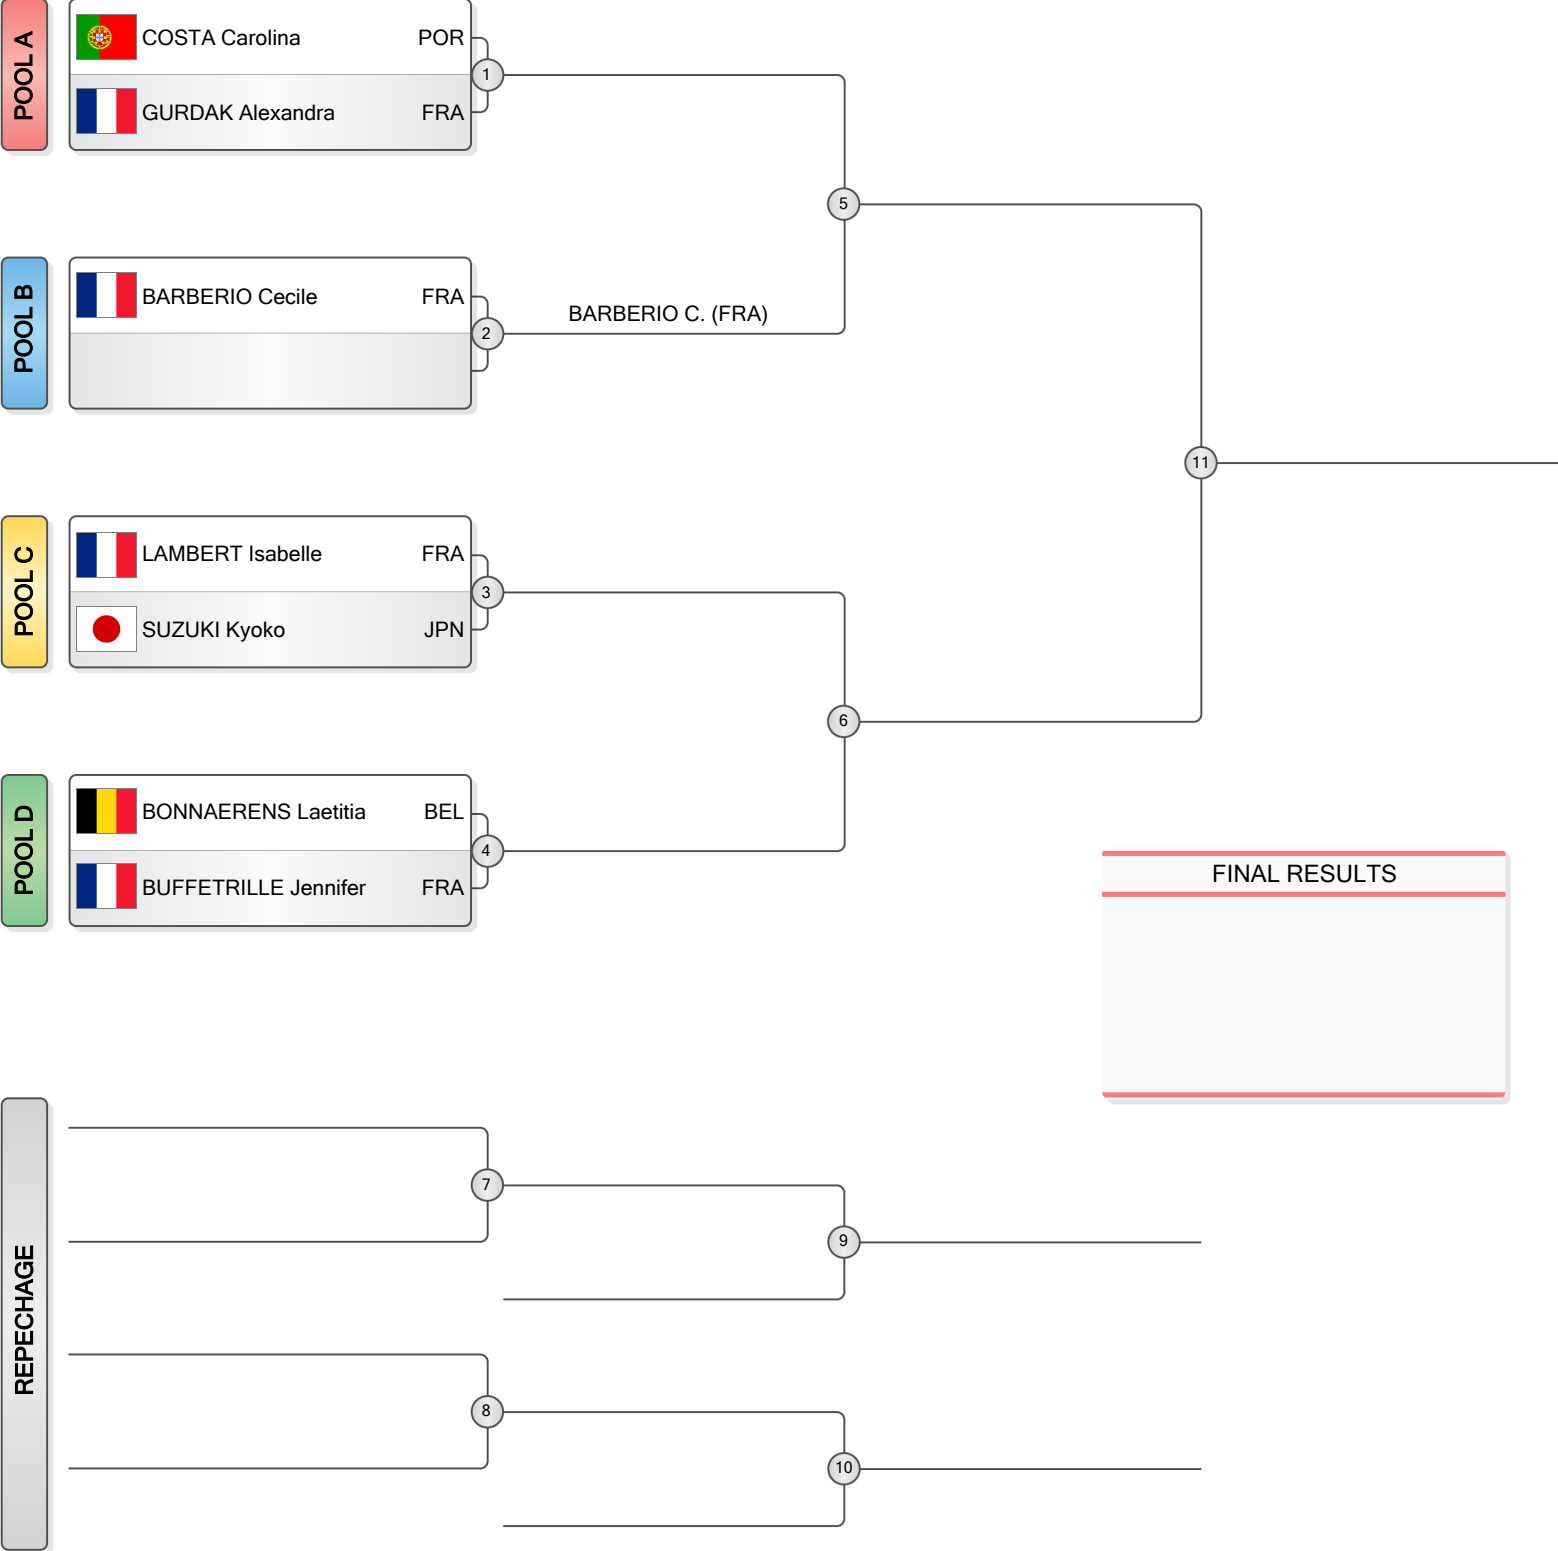 POOL A
COSTA Carolina POR
1
GURDAK Alexandra FRA
5
POOL B
BARBERIO Cecile FRA
2
BARBERIO C. (FRA)
11
POOL C
LAMBERT Isabelle FRA
3
SUZUKI Kyoko JPN
6
POOL D
BONNAERENS Laetitia BEL
4
BUFFETRILLE Jennifer FRA
FINAL RESULTS
REPECHAGE
7
9
8
10